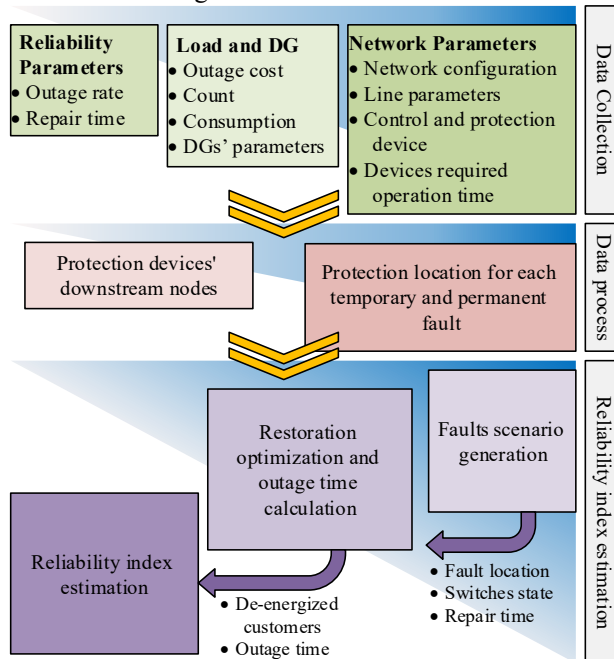 Reliability
Parameters
• Outage rate
• Repair time
Load and DG
• Outage cost
• Count
• Consumption
• DGs’ parameters
Network Parameters
• Network configuration
• Line parameters
• Control and protection
device
• Devices required
operation time
Data Collection
Protection devices'
downstream nodes
Protection location for each
temporary and permanent
fault
Data process
Faults scenario
generation
Restoration
optimization and
outage time
calculation
Reliability index
estimation
• Fault location
• Switches state
• Repair time
• De-energized
customers
• Outage time
Reliability index estimation